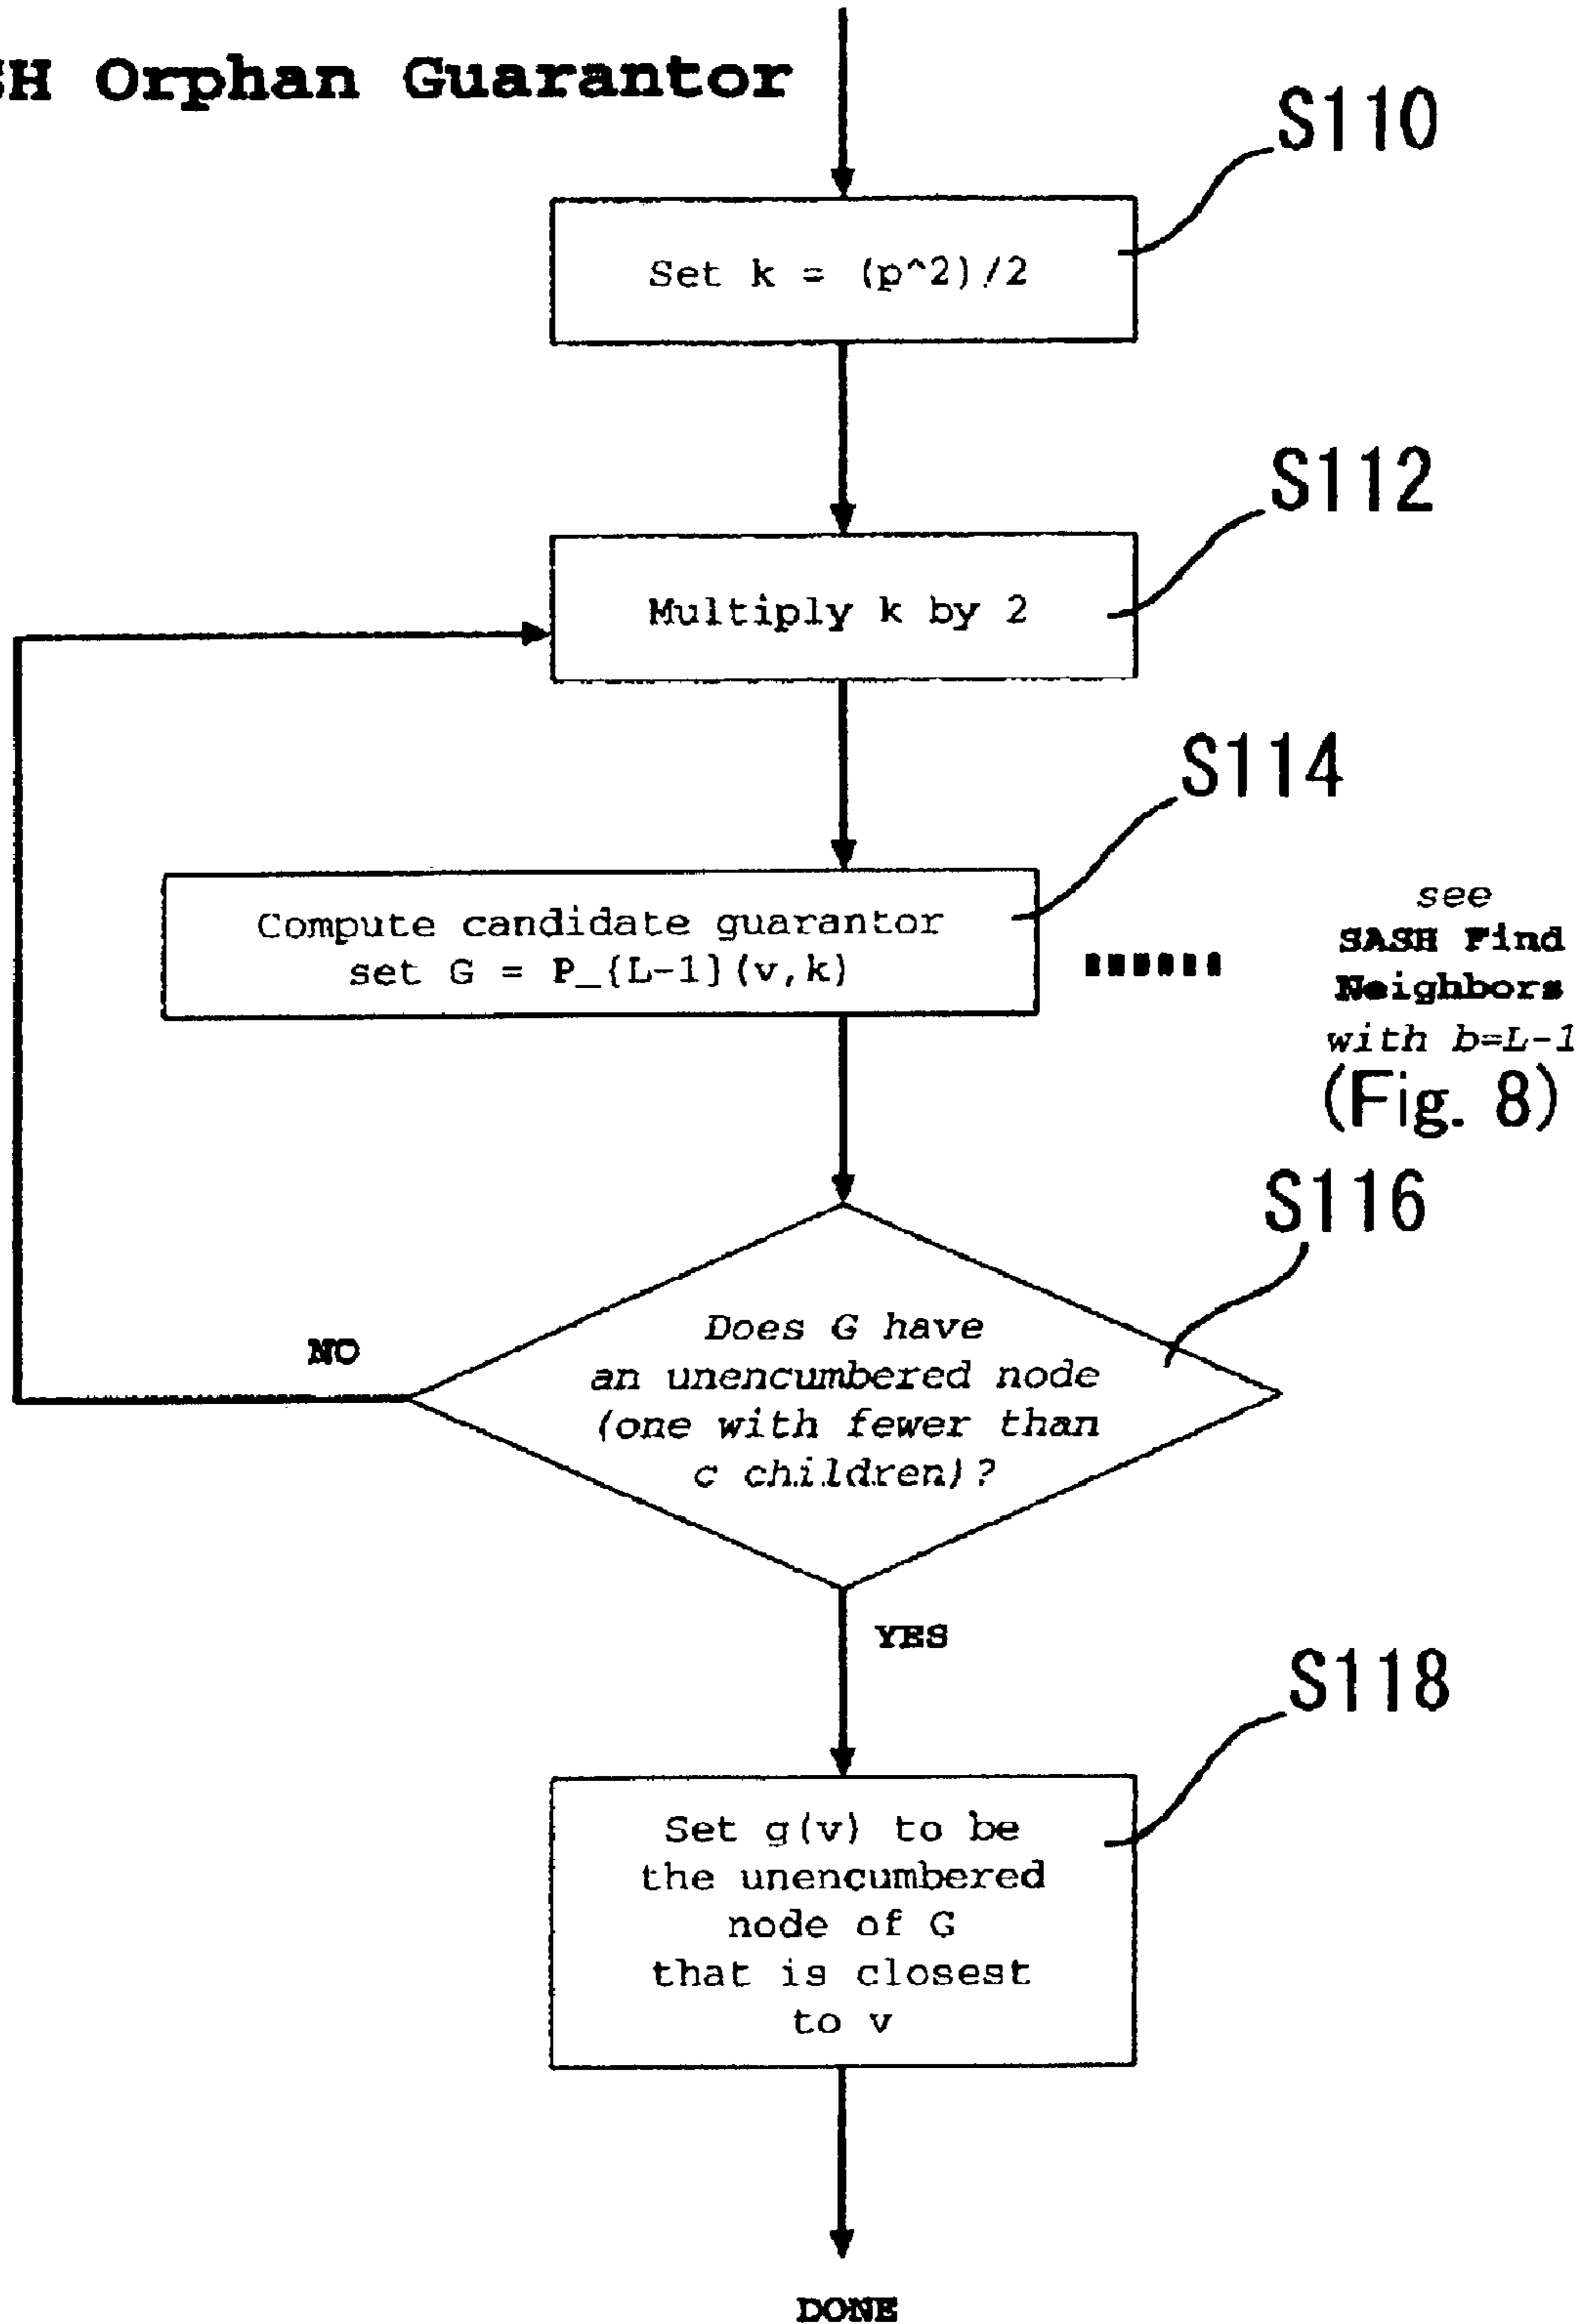 SH Orphan Guarantor
S110
Set k = (p^2)/2
S112
Multiply k by 2
S114
Compute candidate guarantor
set G = P_{L-1}(v,k)
see
SASH Find
Neighbors
with b=L-1
(Fig. 8)
S116
Does G have
an unencumbered node
(one with fewer than
c children)?
NO
YES
S118
Set g(v) to be
the unencumbered
node of G
that is closest
to v
DONE